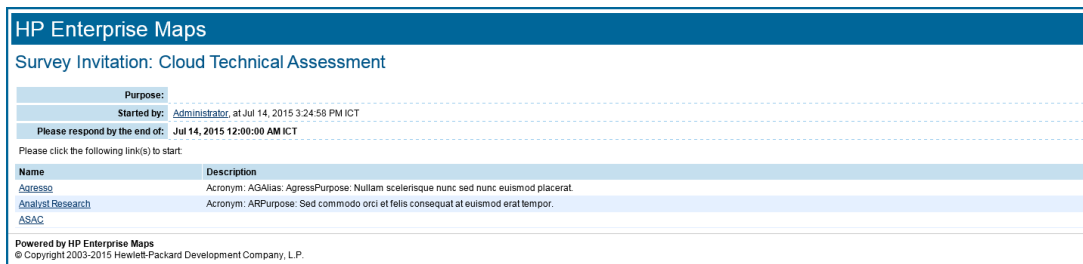 HP Enterprise Maps
Survey Invitation: Cloud Technical Assessment
Purpose:
Started by: Administrator, at Jul 14, 2015 3:24:58 PM ICT
Please respond by the end of: Jul 14, 2015 12:00:00 AM ICT
Please click the following link(s) to start:
Name Description
Agresso Acronym: AGAlias: AgressPurpose: Nullam scelerisque nunc sed nunc euismod placerat.
Analyst Research Acronym: ARPurpose: Sed commodo orci et felis consequat at euismod erat tempor.
ASAC
Powered by HP Enterprise Maps
© Copyright 2003-2015 Hewlett-Packard Development Company, L.P.